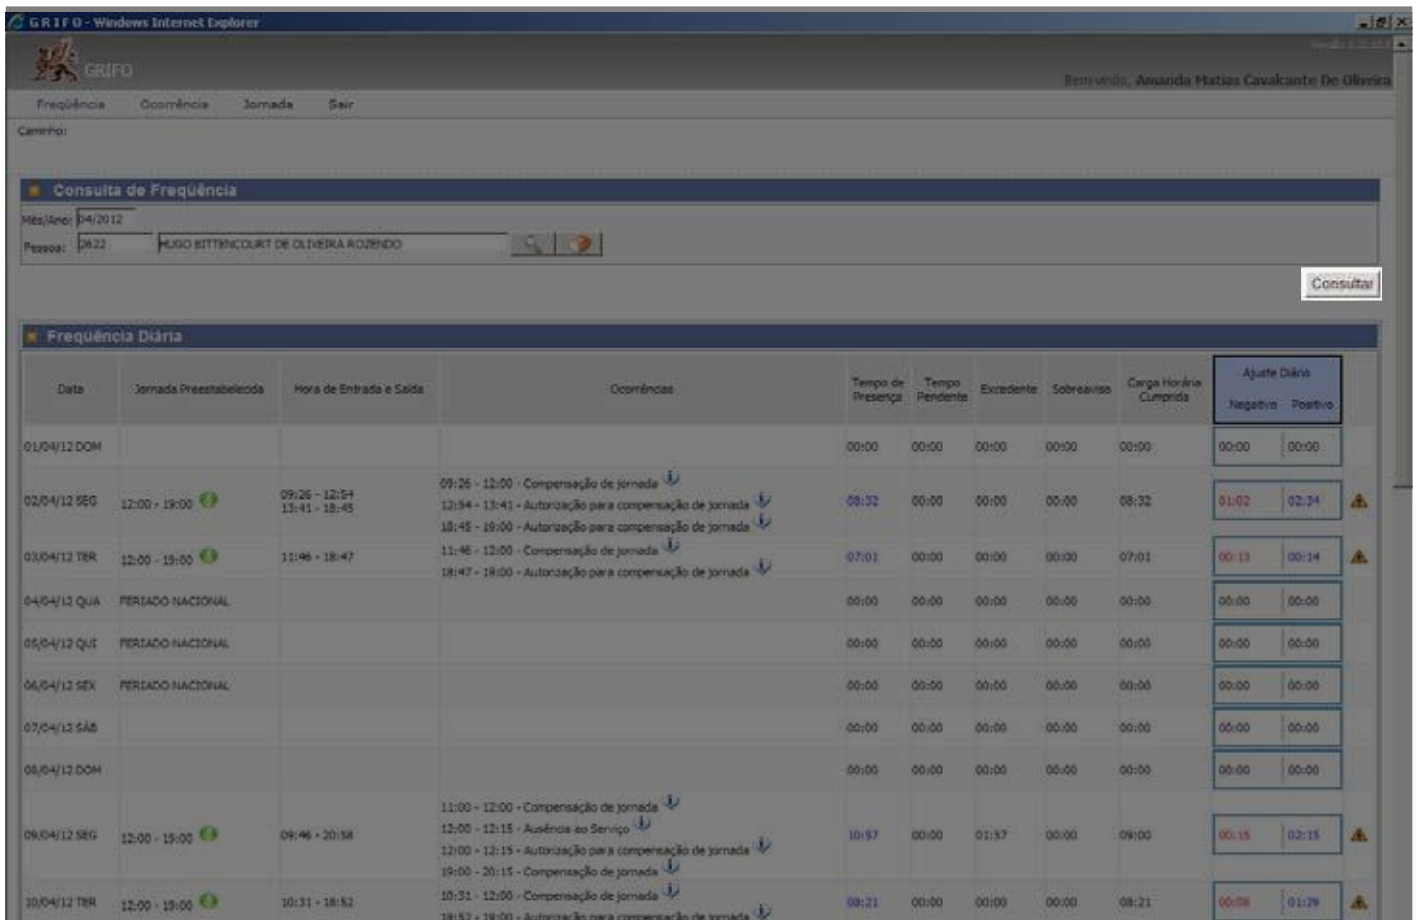 G R I F O - Windows Internet Explorer
GRIFO
Bem-vindo, Amanda Matias Cavalcante De Oliveira
Freqüência Ocorrência Jornada Sair
Caminho:
Consulta de Freqüência
Mês/Ano: 04/2012
Pessoa: 2622 HUGO BITTENCOURT DE OLIVEIRA ROZENDO
Consultar
Freqüência Diária
Data Jornada Preestabelecida Hora de Entrada e Saída Ocorrências Tempo de Presença Tempo Pendente Excedente Sobreaviso Carga Horária Cumprida Ajuste Diário
Negativo Positivo
01/04/12 DOM 00:00 00:00 00:00 00:00 00:00 00:00 00:00
09:26 - 12:00 - Compensação de jornada
02/04/12 SEG 12:00 - 19:00 09:26 - 12:54 13:41 - 18:45 12:54 - 13:41 - Autorização para compensação de jornada 08:32 00:00 00:00 00:00 08:32 01:02 02:34
18:45 - 19:00 - Autorização para compensação de jornada
11:46 - 12:00 - Compensação de jornada
03/04/12 TER 12:00 - 19:00 11:46 - 18:47 07:01 00:00 00:00 00:00 07:01 00:13 00:14
18:47 - 19:00 - Autorização para compensação de jornada
04/04/12 QUA FERIADO NACIONAL 00:00 00:00 00:00 00:00 00:00 00:00 00:00
05/04/12 QUI FERIADO NACIONAL 00:00 00:00 00:00 00:00 00:00 00:00 00:00
06/04/12 SEX FERIADO NACIONAL 00:00 00:00 00:00 00:00 00:00 00:00 00:00
07/04/12 SÁB 00:00 00:00 00:00 00:00 00:00 00:00 00:00
08/04/12 DOM 00:00 00:00 00:00 00:00 00:00 00:00 00:00
11:00 - 12:00 - Compensação de jornada
12:00 - 12:15 - Ausência ao Serviço
09/04/12 SEG 12:00 - 19:00 09:46 - 20:58 10:57 00:00 01:57 00:00 09:00 00:15 02:15
12:00 - 12:15 - Autorização para compensação de jornada
19:00 - 20:15 - Compensação de jornada
10:31 - 12:00 - Compensação de jornada
10/04/12 TER 12:00 - 19:00 10:31 - 18:52 08:21 00:00 00:00 00:00 08:21 00:08 01:29
18:52 - 19:00 - Autorização para compensação de jornada